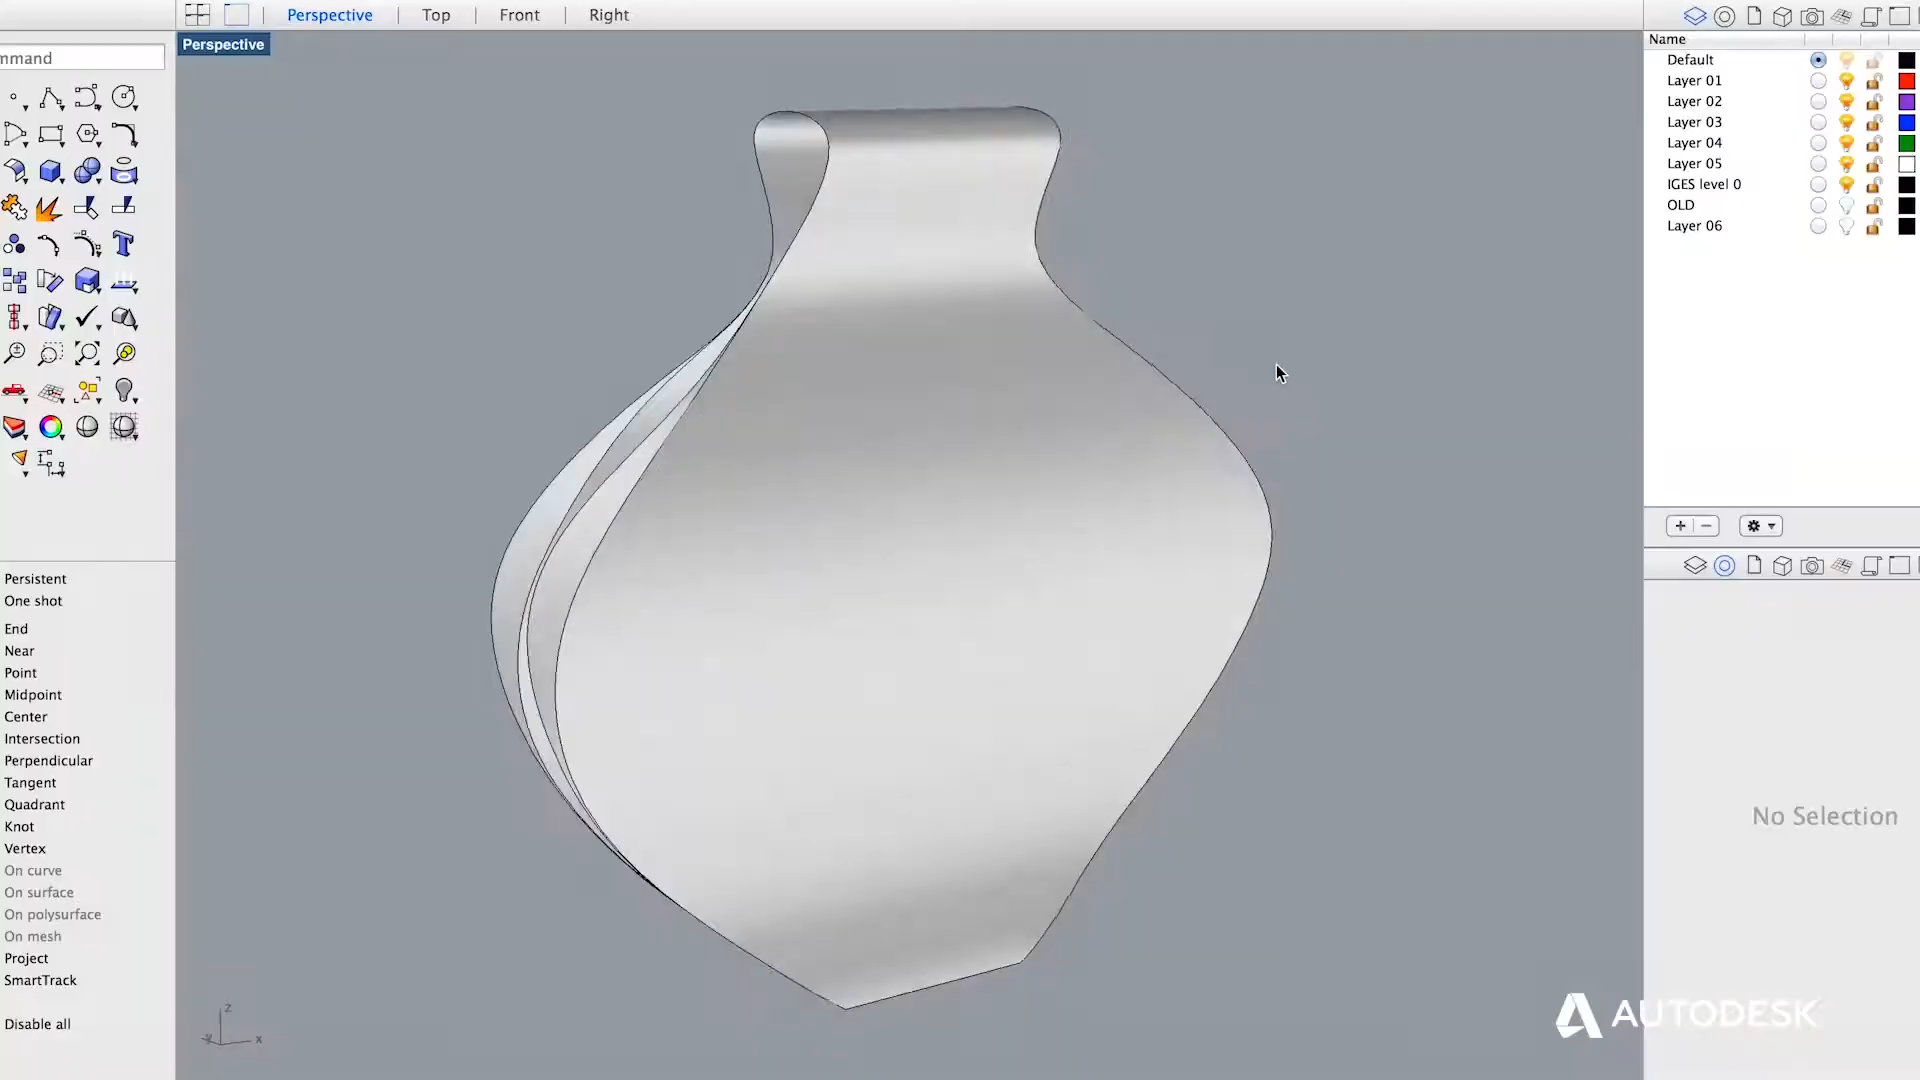 Perspective
Top
Front
Right
Perspective
mmand
Name
Default
Layer 01
Layer 02
Layer 03
Layer 04
Layer 05
IGES level 0
OLD
Layer 06
Persistent
One shot
End
Near
Point
Midpoint
Center
Intersection
Perpendicular
Tangent
Quadrant
Knot
Vertex
On curve
On surface
On polysurface
On mesh
Project
SmartTrack
Disable all
No Selection
z
y
x
AUTODESK